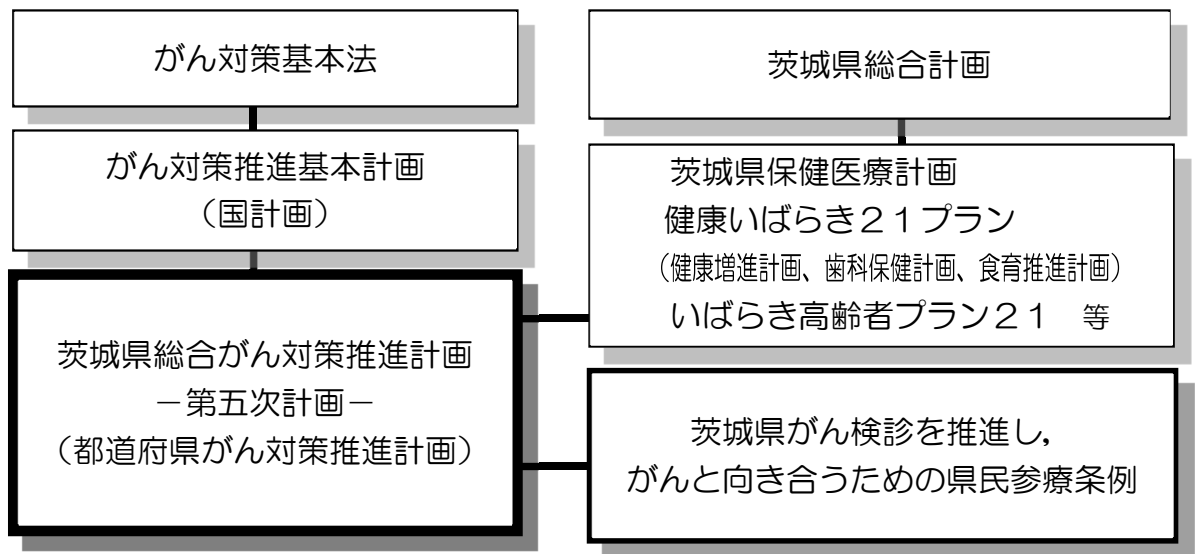 がん対策基本法
がん対策推進基本計画
（国計画）
茨城県総合がん対策推進計画
－第五次計画－
（都道府県がん対策推進計画）
茨城県総合計画
茨城県保健医療計画
健康いばらき２１プラン
（健康増進計画、歯科保健計画、食育推進計画）
いばらき高齢者プラン２１　等
茨城県がん検診を推進し,
がんと向き合うための県民参療条例